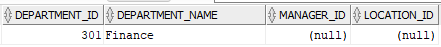 DEPARTMENT_ID DEPARTMENT_NAME MANAGER_ID LOCATION_ID
301 Finance (null) (null)